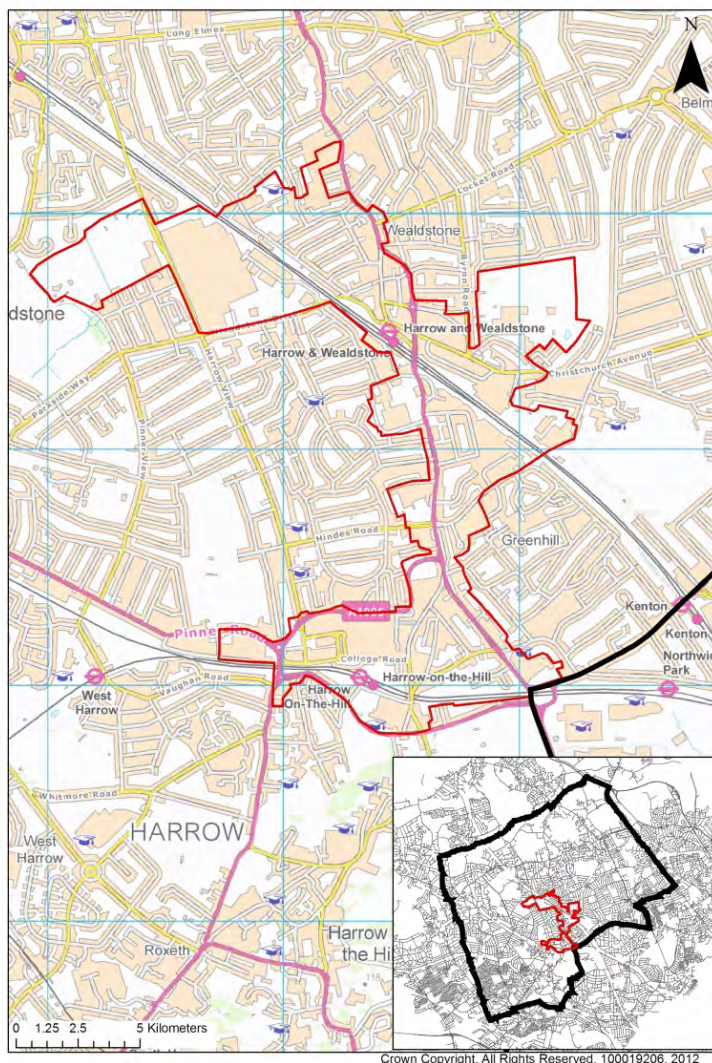 N
Long Elmes
Belm
Locket Road
Wealdstone
Byron Road
dstone
Harrow and Wealdstone
Harrow & Wealdstone
Christchurch Avenue
Parkside Way
Harrow View
Pinner View
Hindes Road
Greenhill
A4005
Pinner Road
Kenton
Kenton
Northwic
Park
College Road
Harrow-on-the-Hill
Harrow
On-The-Hill
West
Harrow
Vaughan Road
Whitmore Road
HARROW
West
Harrow
Roxeth
Harrow
the Hil
118
0 1.25 2.5 5 Kilometers
Crown Copyright. All Rights Reserved. 100019206, 2012